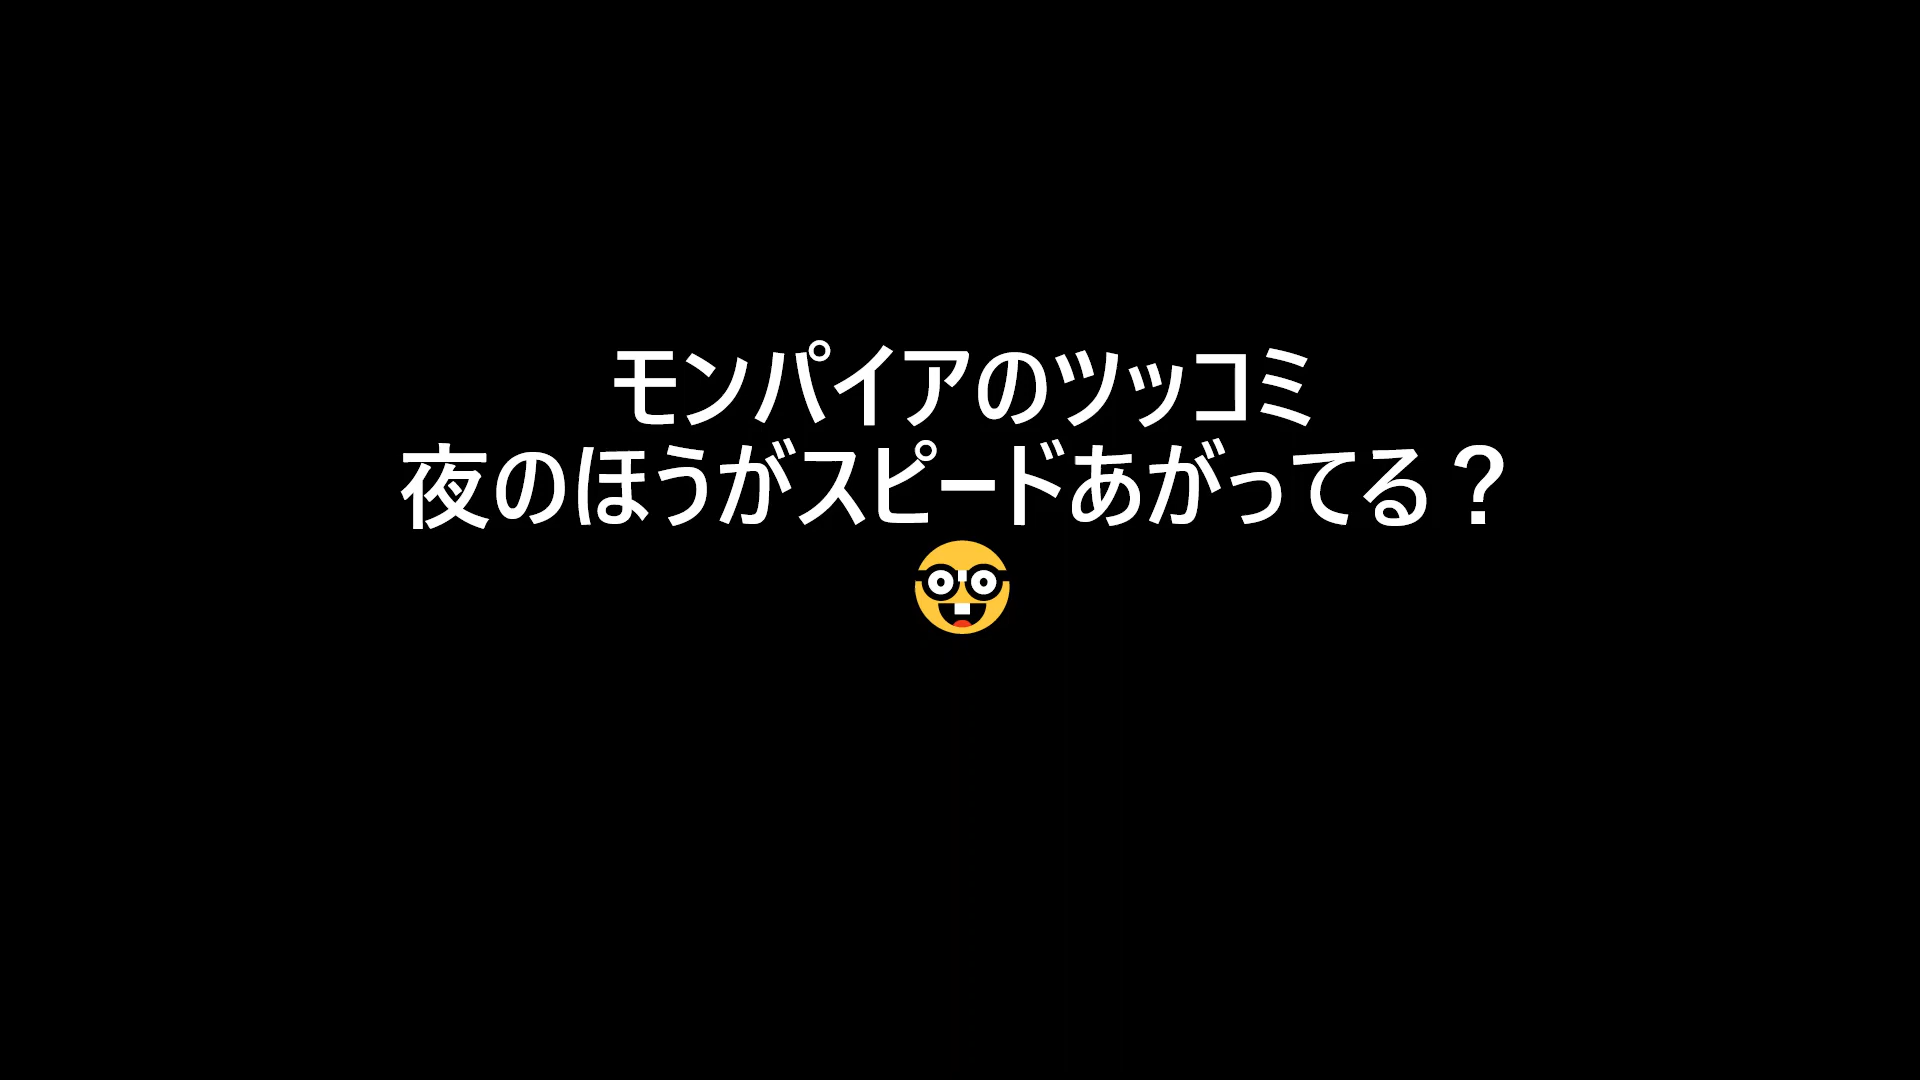 モンパイアのツッコミ
夜のほうがスピードあがってる？
🤓